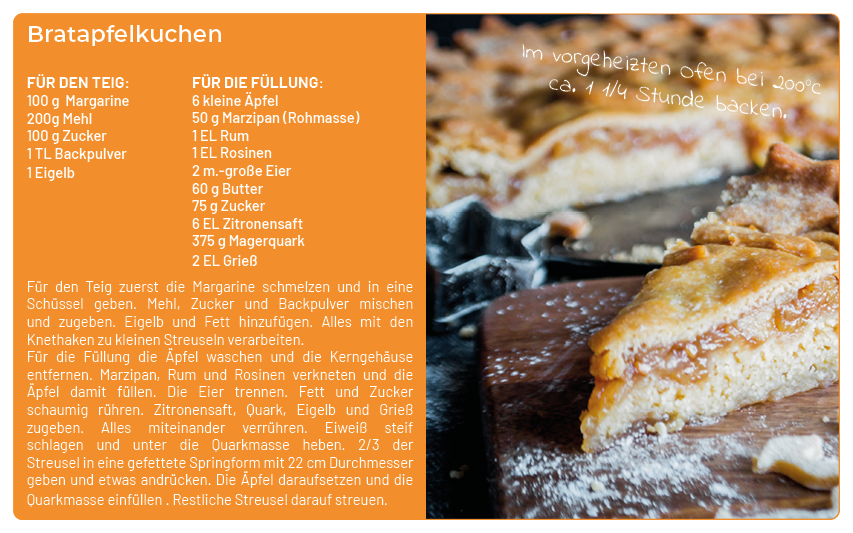 Bratapfelkuchen
FÜR DEN TEIG:
100 g Margarine
200g Mehl
100 g Zucker
1 TL Backpulver
1 Eigelb
FÜR DIE FÜLLUNG:
6 kleine Äpfel
50 g Marzipan (Rohmasse)
1 EL Rum
1 EL Rosinen
2 m.-große Eier
60 g Butter
75 g Zucker
6 EL Zitronensaft
375 g Magerquark
2 EL Grieß
Für den Teig zuerst die Margarine schmelzen und in eine
Schüssel geben. Mehl, Zucker und Backpulver mischen
und zugeben. Eigelb und Fett hinzufügen. Alles mit den
Knethaken zu kleinen Streuseln verarbeiten.
Für die Füllung die Äpfel waschen und die Kerngehäuse
entfernen. Marzipan, Rum und Rosinen verkneten und die
Äpfel damit füllen. Die Eier trennen. Fett und Zucker
schaumig rühren. Zitronensaft, Quark, Eigelb und Grieß
zugeben. Alles miteinander verrühren. Eiweiß steif
schlagen und unter die Quarkmasse heben. 2/3 der
Streusel in eine gefettete Springform mit 22 cm Durchmesser
geben und etwas andrücken. Die Äpfel daraufsetzen und die
Quarkmasse einfüllen . Restliche Streusel darauf streuen.
Im vorgeheizten Ofen bei 200°C
ca. 1 1/4 Stunde backen.